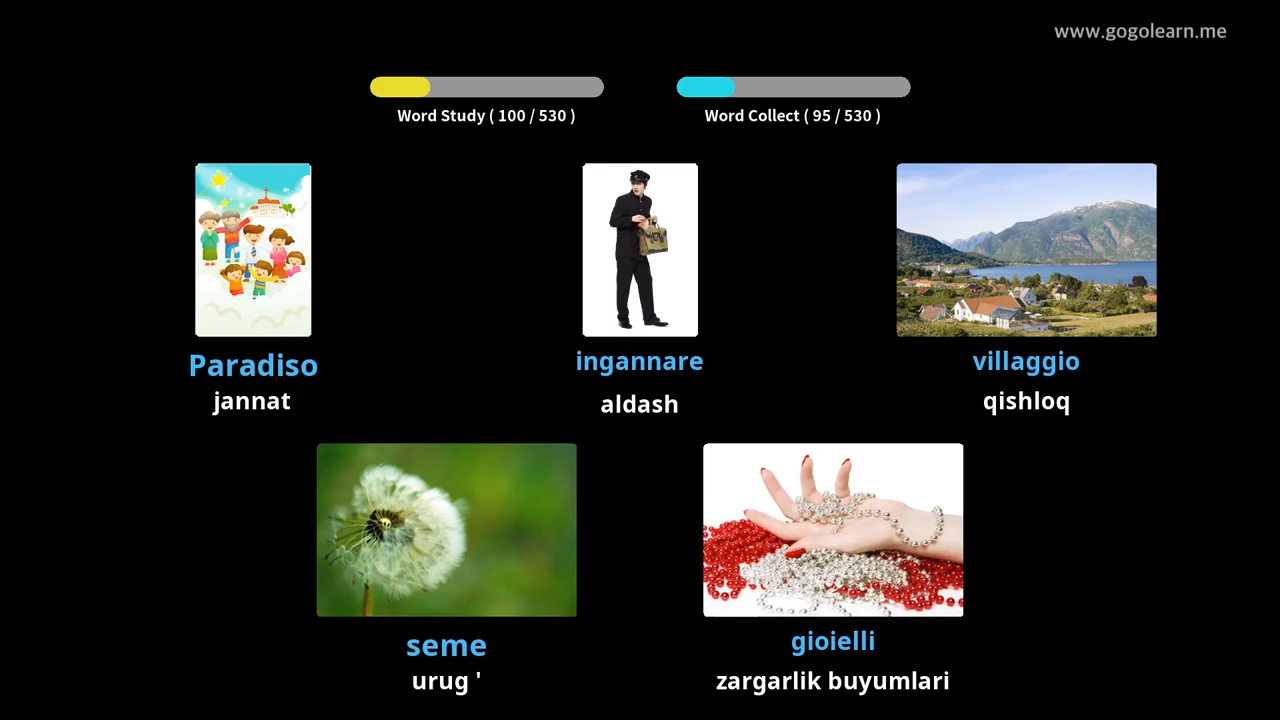 www.gogolearn.me
Word Study ( 100 / 530 )
Word Collect ( 95 / 530 )
Paradiso
jannat
ingannare
aldash
villaggio
qishloq
seme
urug '
gioielli
zargarlik buyumlari